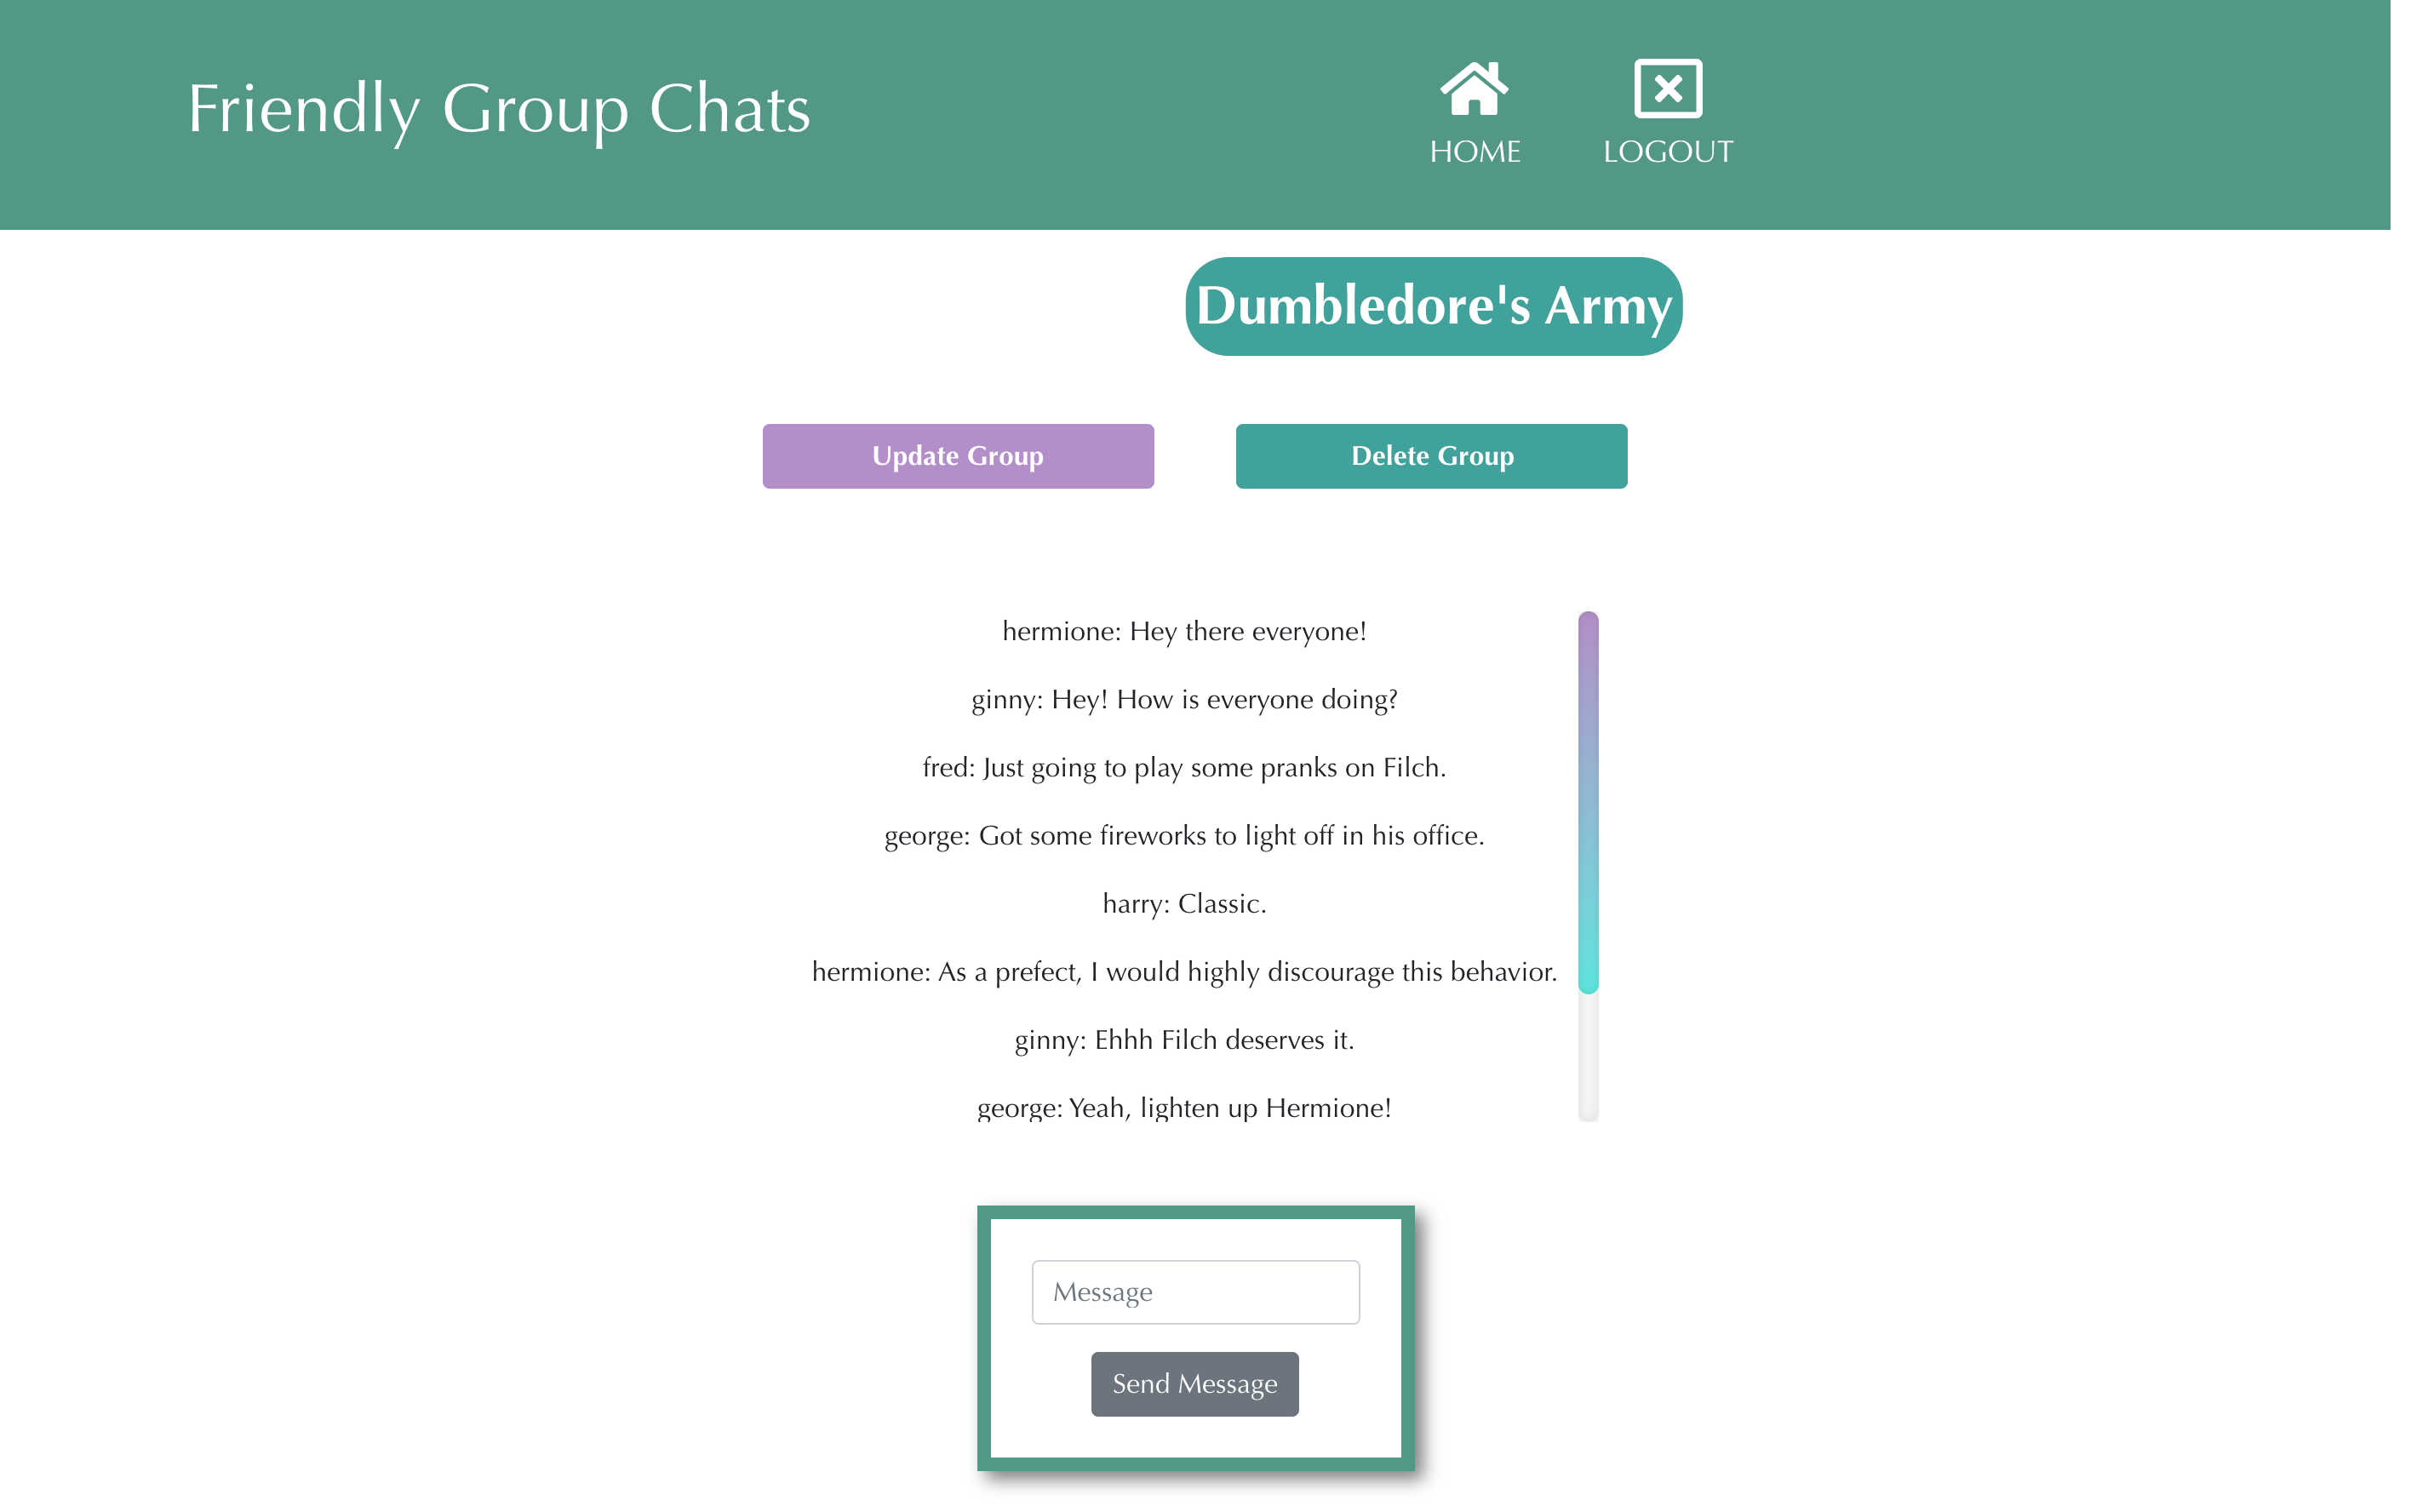 Friendly Group Chats
HOME
LOGOUT
Dumbledore's Army
Update Group
Delete Group
hermione: Hey there everyone!
ginny: Hey! How is everyone doing?
fred: Just going to play some pranks on Filch.
george: Got some fireworks to light off in his office.
harry: Classic.
hermione: As a prefect, I would highly discourage this behavior.
ginny: Ehhh Filch deserves it.
george: Yeah, lighten up Hermione!
Message
Send Message